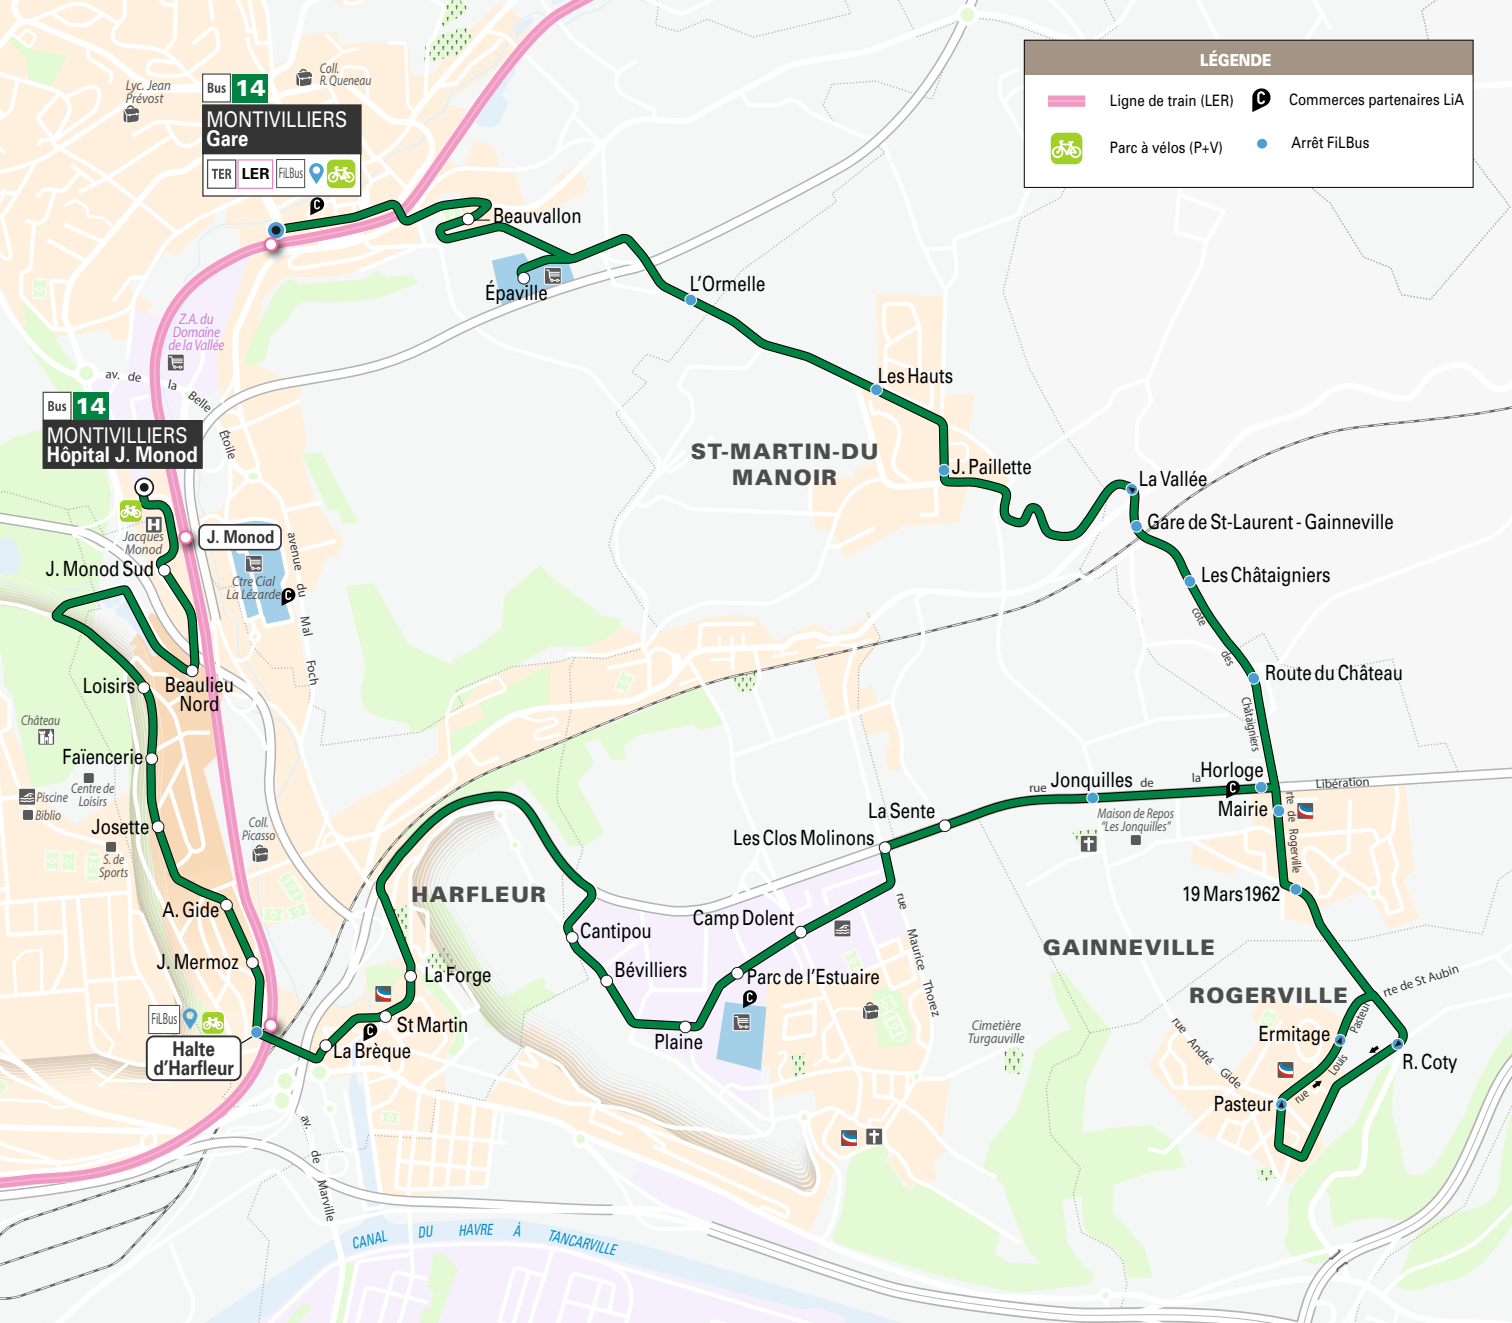 LÉGENDE
Ligne de train (LER)
C
Commerces partenaires LiA
Parc à vélos (P+V)
Arrêt FiLBus
Lyc. Jean
Prévost
Coll.
R. Queneau
Bus 14
MONTIVILLIERS
Gare
TER LER FiLBus
C
Beauvallon
Épaville
L'Ormelle
Z.A. du
Domaine
de la Vallée
av. de la Belle Étoile
Les Hauts
ST-MARTIN-DU
MANOIR
J. Paillette
La Vallée
Gare de St-Laurent - Gainneville
Les Châtaigniers
côte des Châtaigniers
Route du Château
Bus 14
MONTIVILLIERS
Hôpital J. Monod
H
Jacques
Monod
J. Monod
J. Monod Sud
Ctre Cial
La Lézarde
C
avenue du Mal Foch
Beaulieu
Nord
Loisirs
Château
Faïencerie
Centre de
Loisirs
Piscine
Biblio
Josette
S. de
Sports
Coll.
Picasso
A. Gide
J. Mermoz
FiLBus
Halte
d'Harfleur
La Brèque
C
St Martin
La Forge
HARFLEUR
Cantipou
Bévilliers
Plaine
Parc de l'Estuaire
C
Camp Dolent
Les Clos Molinons
La Sente
rue Maurice Thorez
rue Jonquilles de la Horloge
C
Libération
Maison de Repos
"Les Jonquilles"
Mairie
rte de Rogerville
19 Mars 1962
GAINNEVILLE
ROGERVILLE
rte de St Aubin
Ermitage
R. Coty
Pasteur
rue Louis Pasteur
rue André Gide
Cimetière
Turgauville
av. de Marville
CANAL DU HAVRE À TANCARVILLE